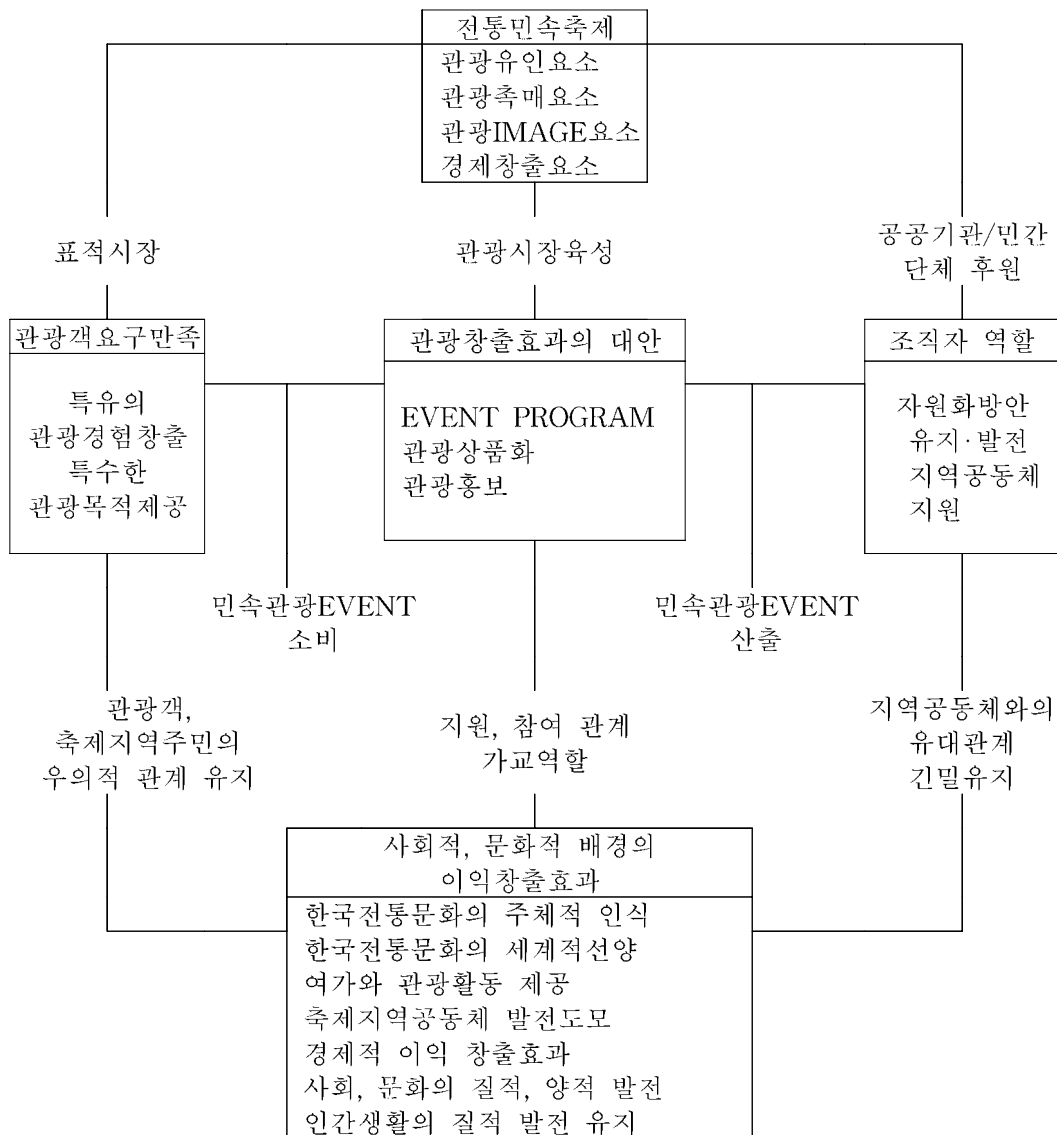 전통민속축제
관광유인요소
관광촉매요소
관광IMAGE요소
경제창출요소
표적시장
관광시장육성
공공기관/민간
단체 후원
관광객요구만족
특유의
관광경험창출
특수한
관광목적제공
관광창출효과의 대안
EVENT PROGRAM
관광상품화
관광홍보
조직자 역할
자원화방안
유지·발전
지역공동체
지원
민속관광EVENT
소비
민속관광EVENT
산출
관광객,
축제지역주민의
우의적 관계 유지
지원, 참여 관계
가교역할
지역공동체와의
유대관계
긴밀유지
사회적, 문화적 배경의
이익창출효과
한국전통문화의 주체적 인식
한국전통문화의 세계적선양
여가와 관광활동 제공
축제지역공동체 발전도모
경제적 이익 창출효과
사회, 문화의 질적, 양적 발전
인간생활의 질적 발전 유지